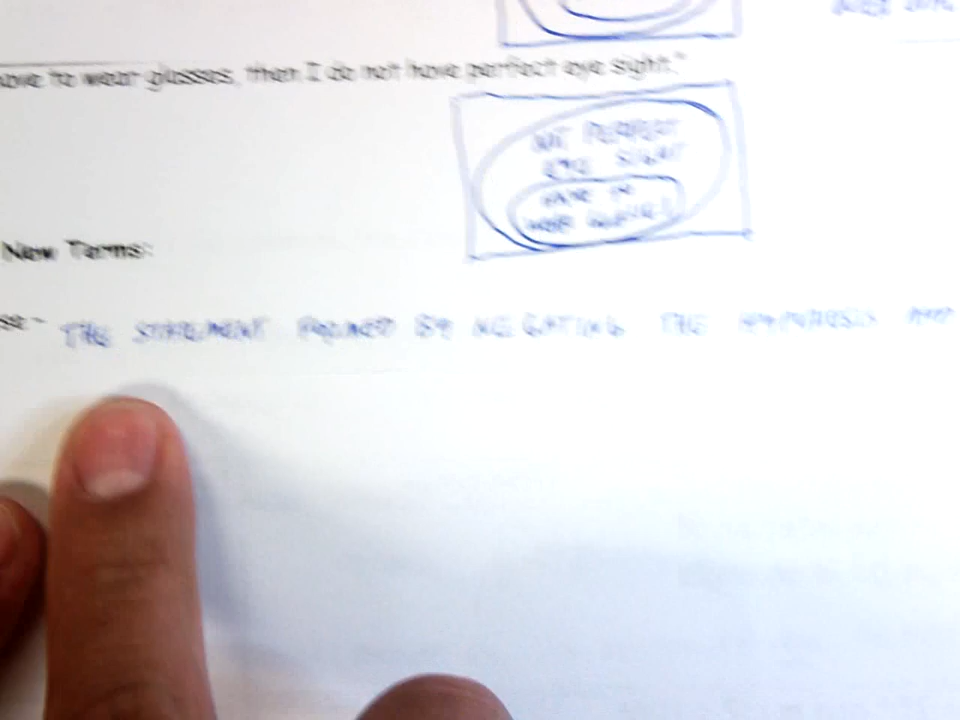 have to wear glasses, then I do not have perfect eye sight."
NOT PERFECT
EYE SIGHT
HAVE TO
WEAR GLASSES
New Terms:
THE STATEMENT FORMED BY NEGATING THE HYPOTHESIS AND